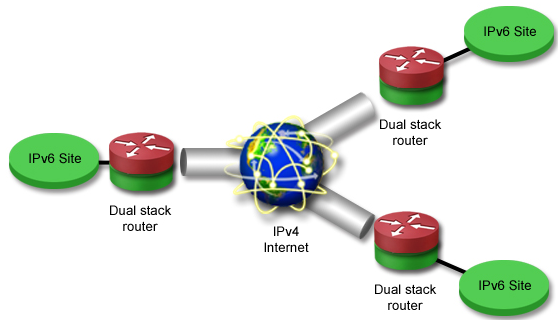 IPv6 Site
Dual stack
router
IPv6 Site
Dual stack
router
IPv4
Internet
Dual stack
router
IPv6 Site